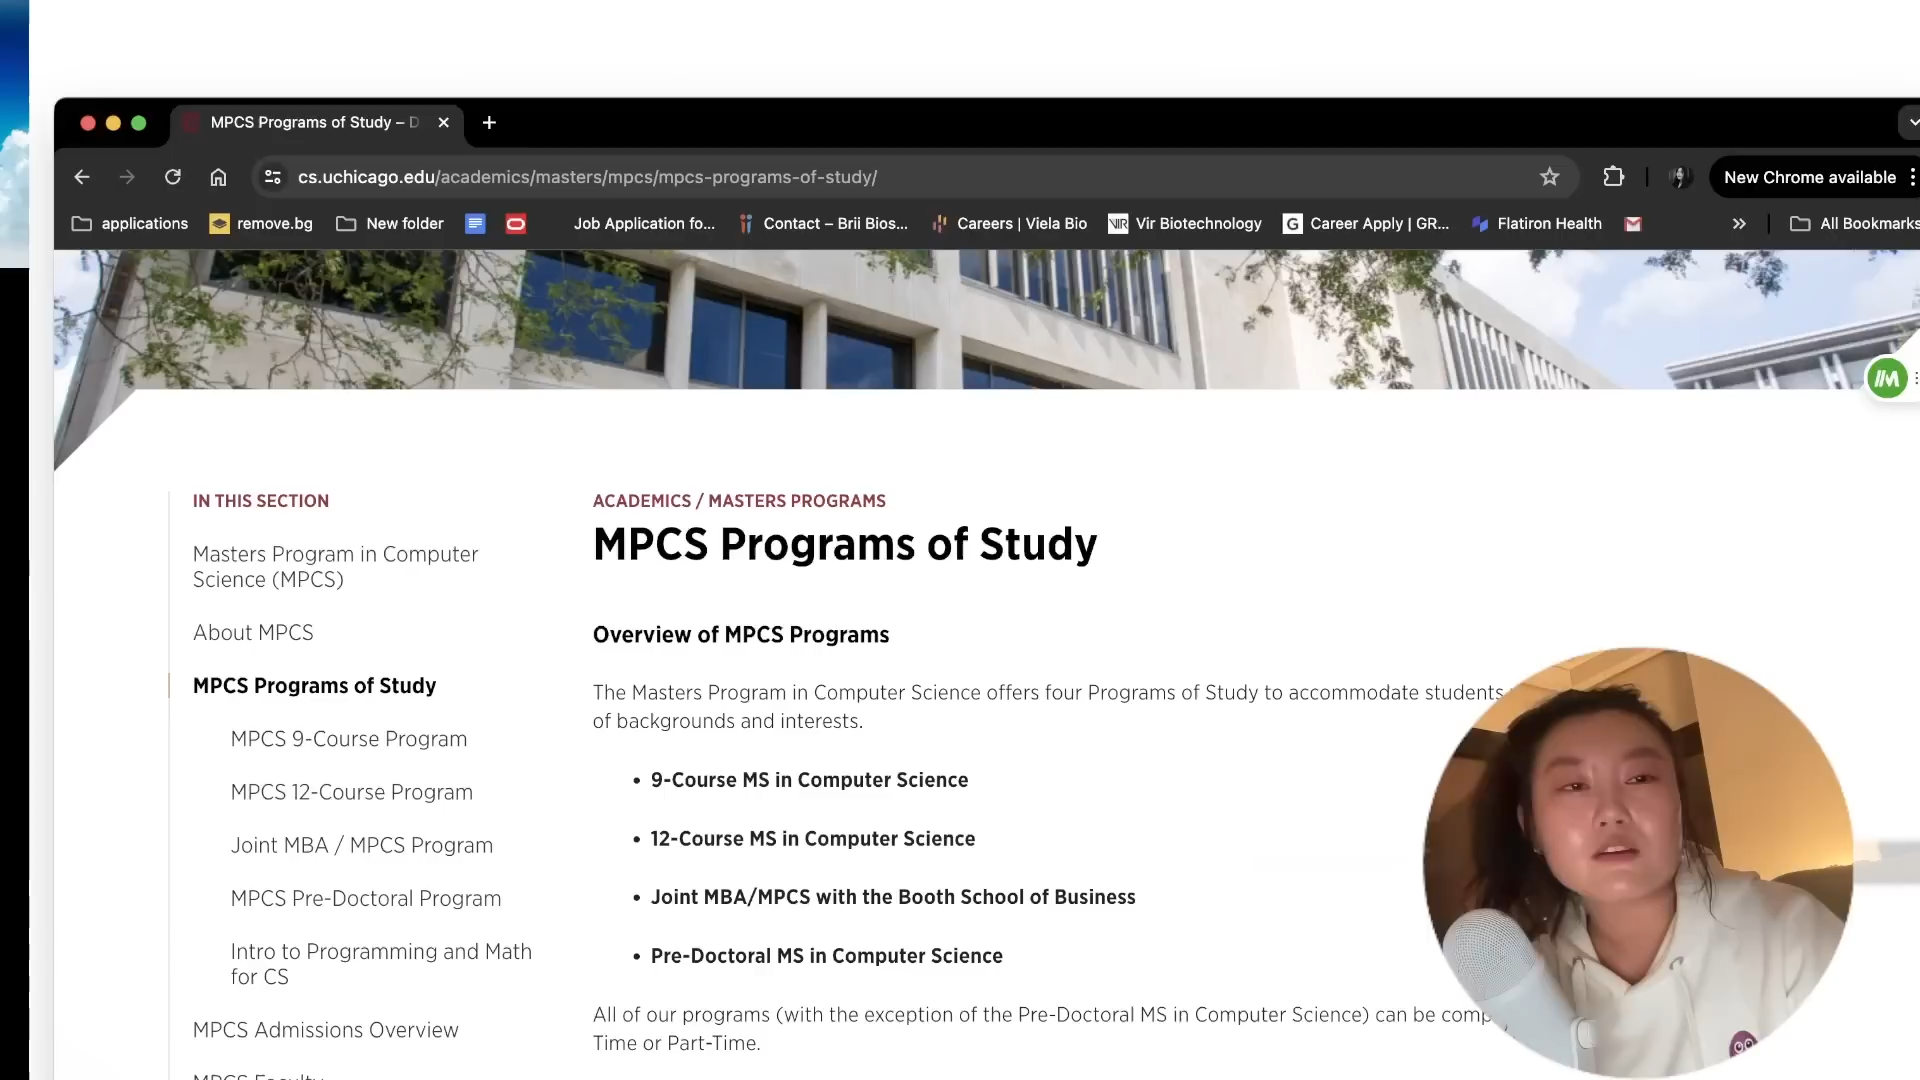 MPCS Programs of Study – D
cs.uchicago.edu/academics/masters/mpcs/mpcs-programs-of-study/
New Chrome available
applications
remove.bg
New folder
Job Application fo...
Contact – Brii Bios...
Careers | Viela Bio
VIR
Vir Biotechnology
G
Career Apply | GR...
Flatiron Health
All Bookmarks
IN THIS SECTION
Masters Program in Computer
Science (MPCS)
About MPCS
MPCS Programs of Study
MPCS 9-Course Program
MPCS 12-Course Program
Joint MBA / MPCS Program
MPCS Pre-Doctoral Program
Intro to Programming and Math
for CS
MPCS Admissions Overview
MPCS Faculty
ACADEMICS / MASTERS PROGRAMS
MPCS Programs of Study
Overview of MPCS Programs
The Masters Program in Computer Science offers four Programs of Study to accommodate students
of backgrounds and interests.
• 9-Course MS in Computer Science
• 12-Course MS in Computer Science
• Joint MBA/MPCS with the Booth School of Business
• Pre-Doctoral MS in Computer Science
All of our programs (with the exception of the Pre-Doctoral MS in Computer Science) can be comp
Time or Part-Time.